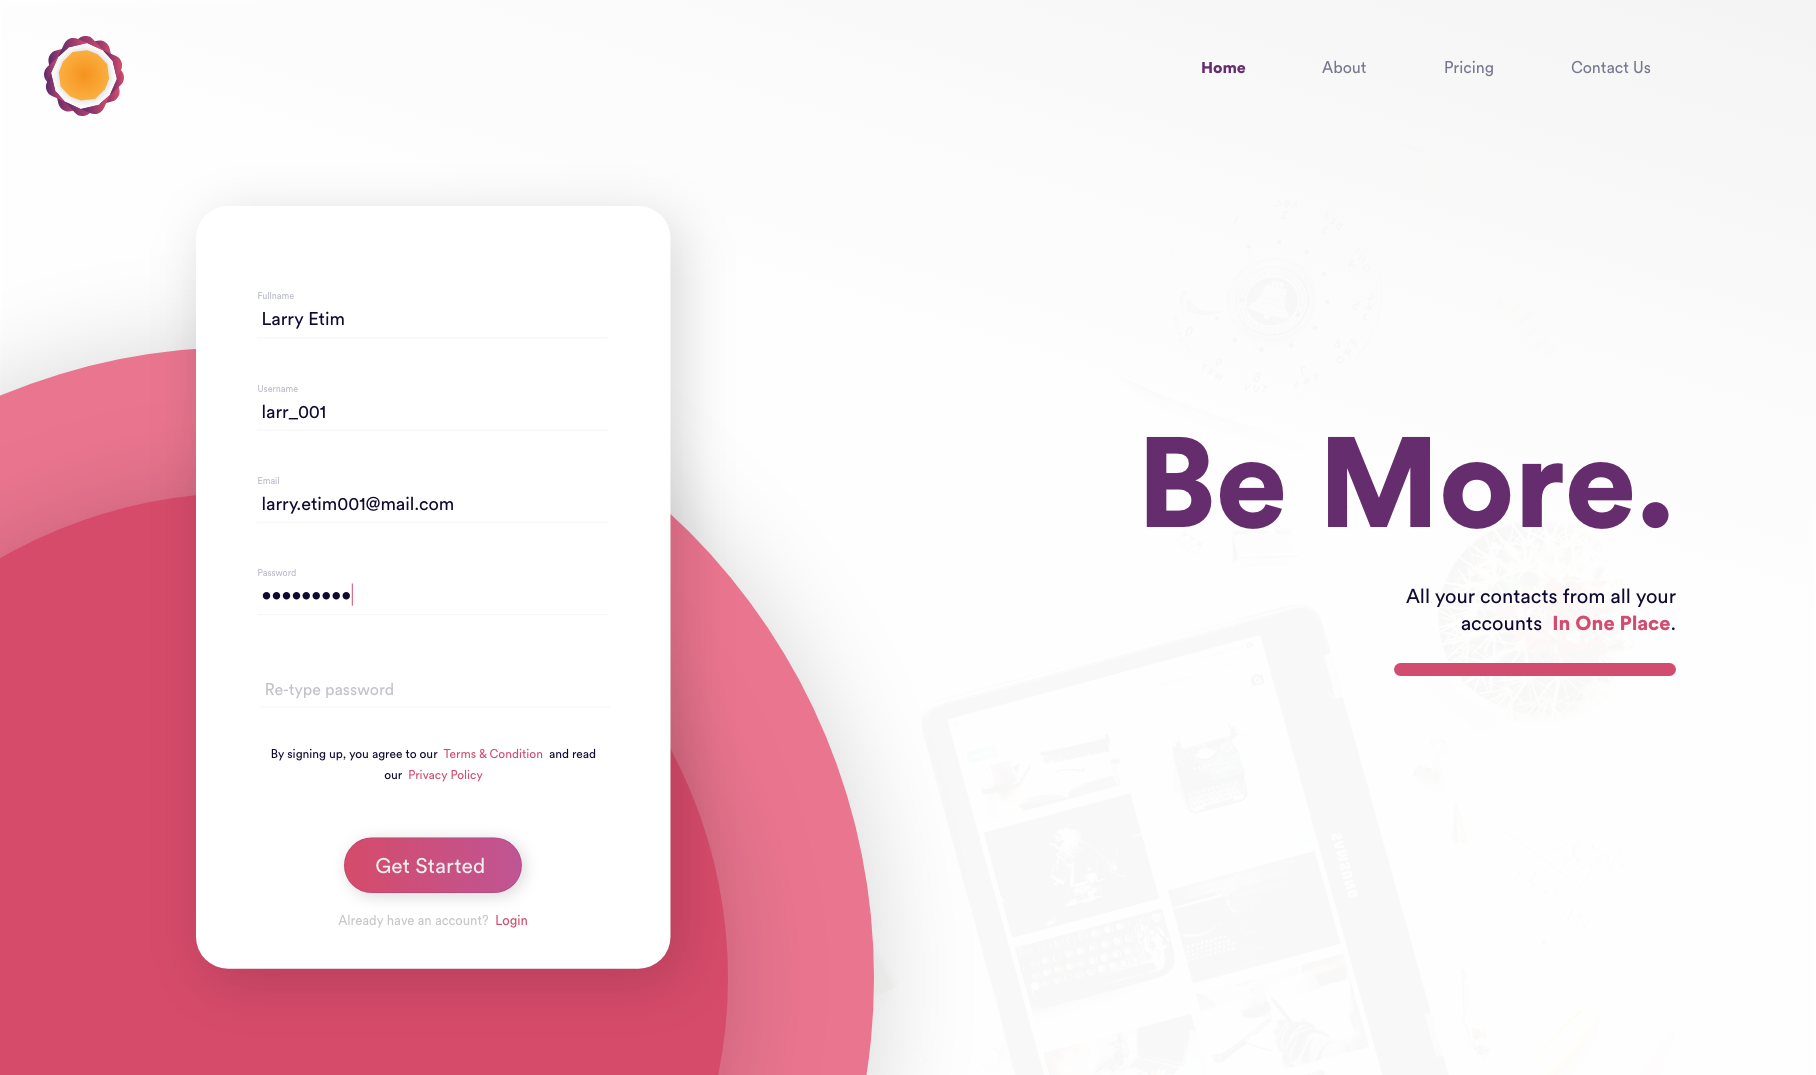 Home
About
Pricing
Contact Us
Fullname
Larry Etim
Username
larr_001
Email
larry.etim001@mail.com
Password
•••••••••
Re-type password
By signing up, you agree to our Terms & Condition and read
our Privacy Policy
Get Started
Already have an account? Login
Be More.
All your contacts from all your
accounts In One Place.
SAMSUNG